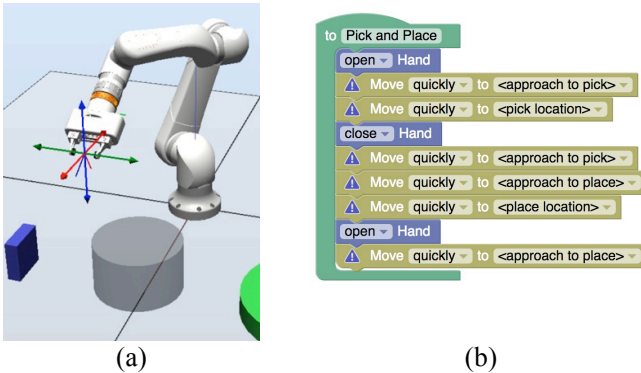 to Pick and Place
open Hand
Move quickly to <approach to pick>
Move quickly to <pick location>
close Hand
Move quickly to <approach to pick>
Move quickly to <approach to place>
Move quickly to <place location>
open Hand
Move quickly to <approach to place>
(a) (b)